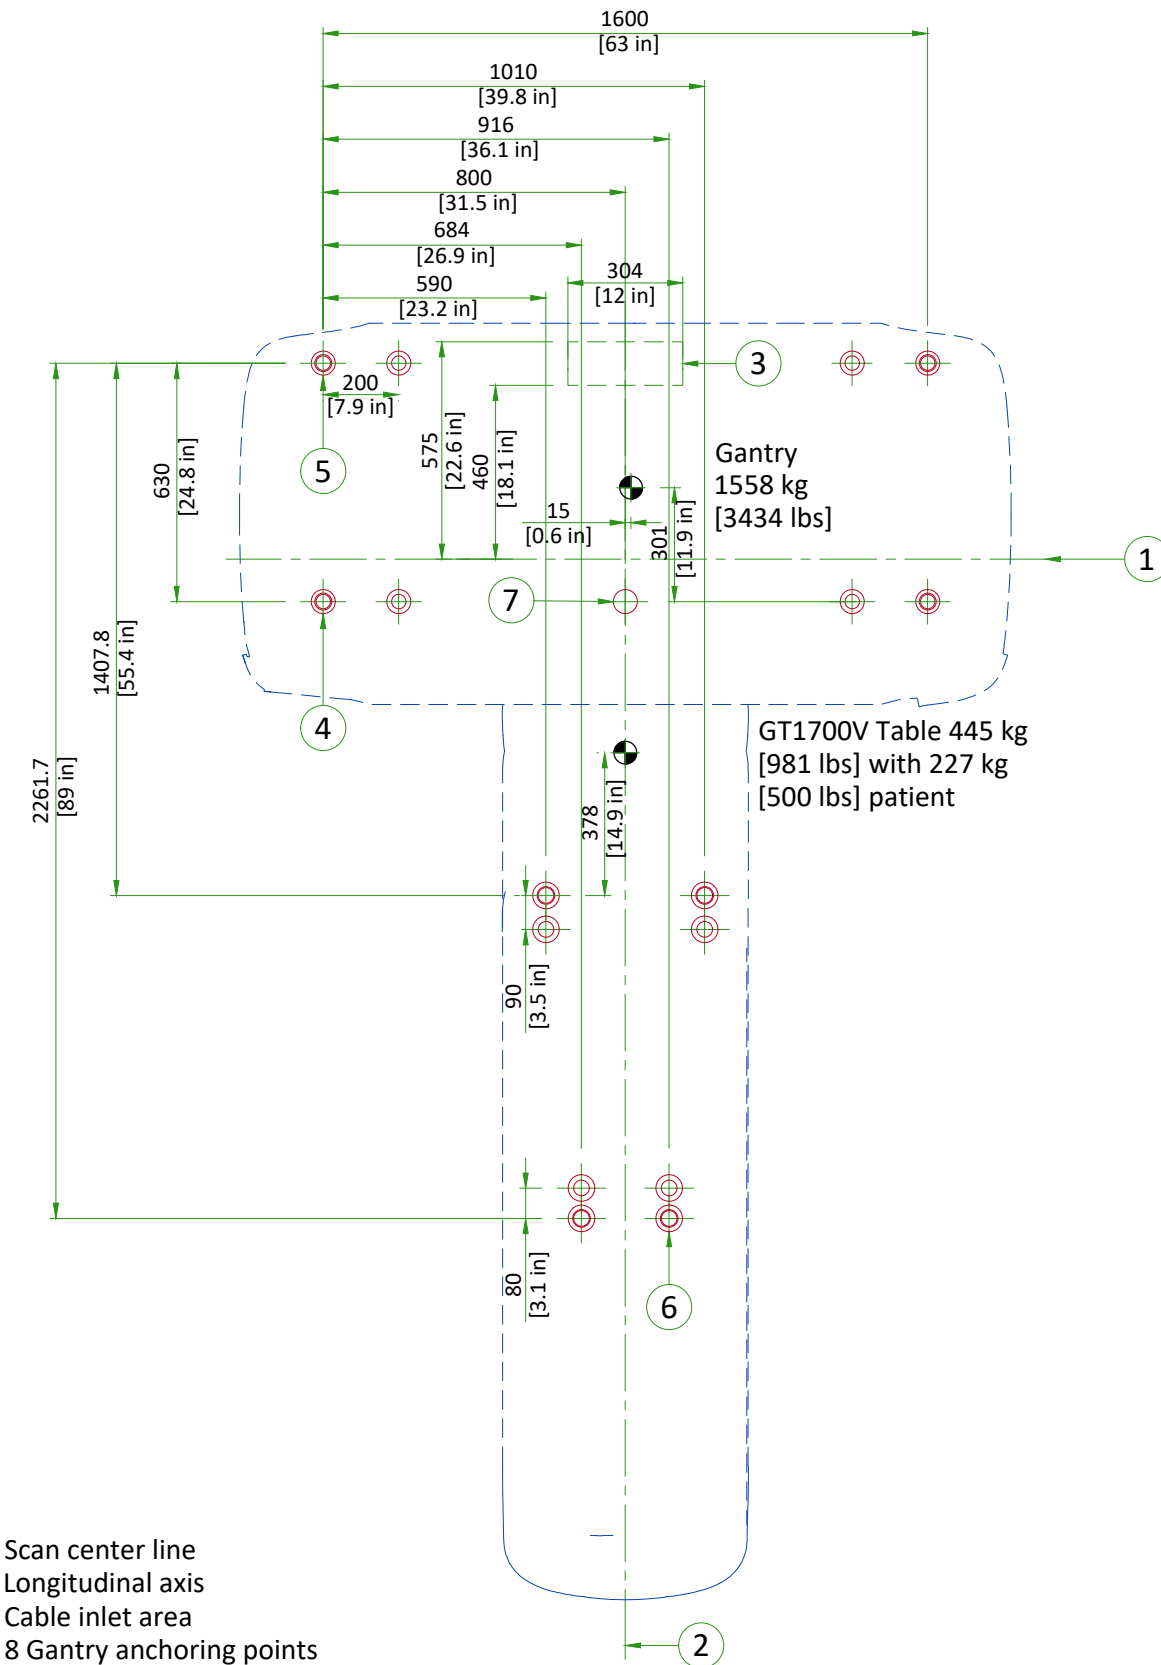 1600
[63 in]
1010
[39.8 in]
916
[36.1 in]
800
[31.5 in]
684
[26.9 in]
590
[23.2 in]
304
[12 in]
3
200
[7.9 in]
5
630
[24.8 in]
575
[22.6 in]
460
[18.1 in]
Gantry
1558 kg
[3434 lbs]
15
[0.6 in]
301
[11.9 in]
1
7
4
1407.8
[55.4 in]
2261.7
[89 in]
GT1700V Table 445 kg
[981 lbs] with 227 kg
[500 lbs] patient
378
[14.9 in]
90
[3.5 in]
80
[3.1 in]
6
Scan center line
Longitudinal axis
Cable inlet area
8 Gantry anchoring points
2